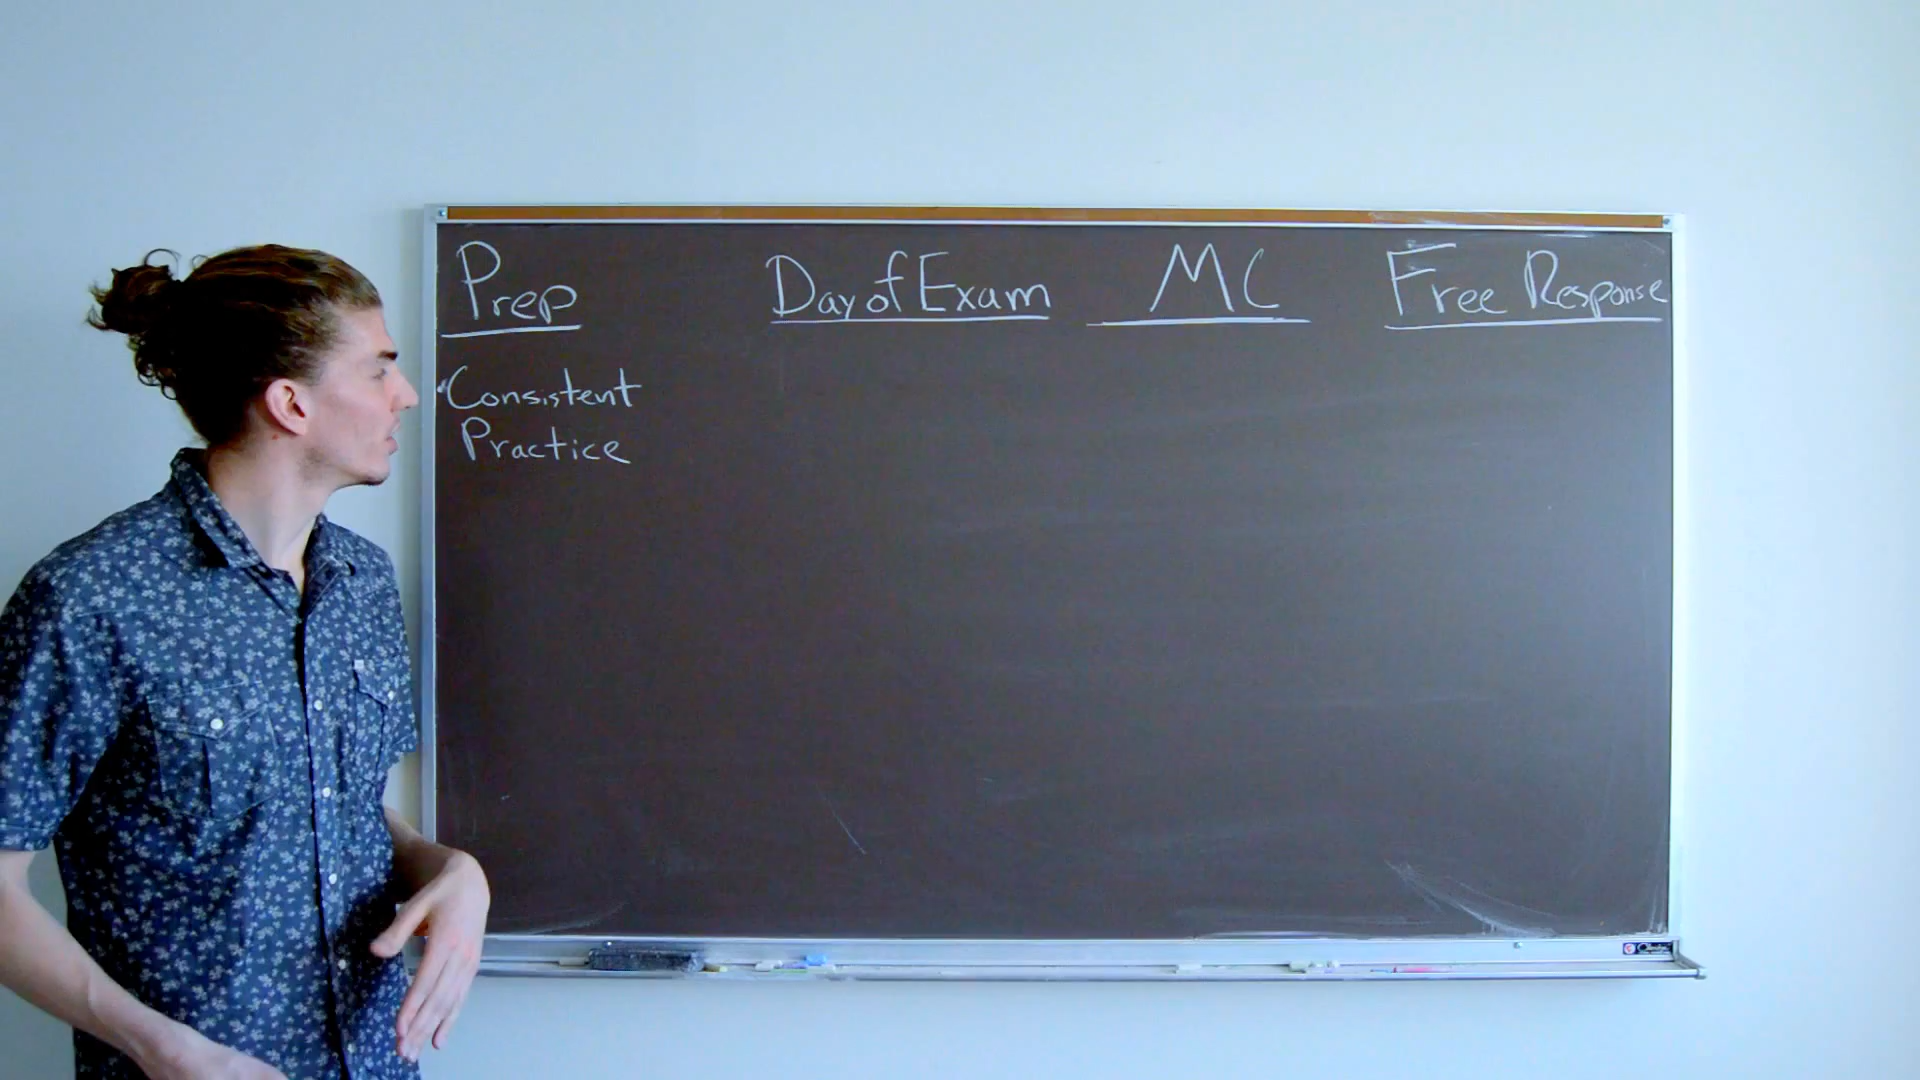 Prep
Day of Exam
MC
Free Response
•Consistent
Practice